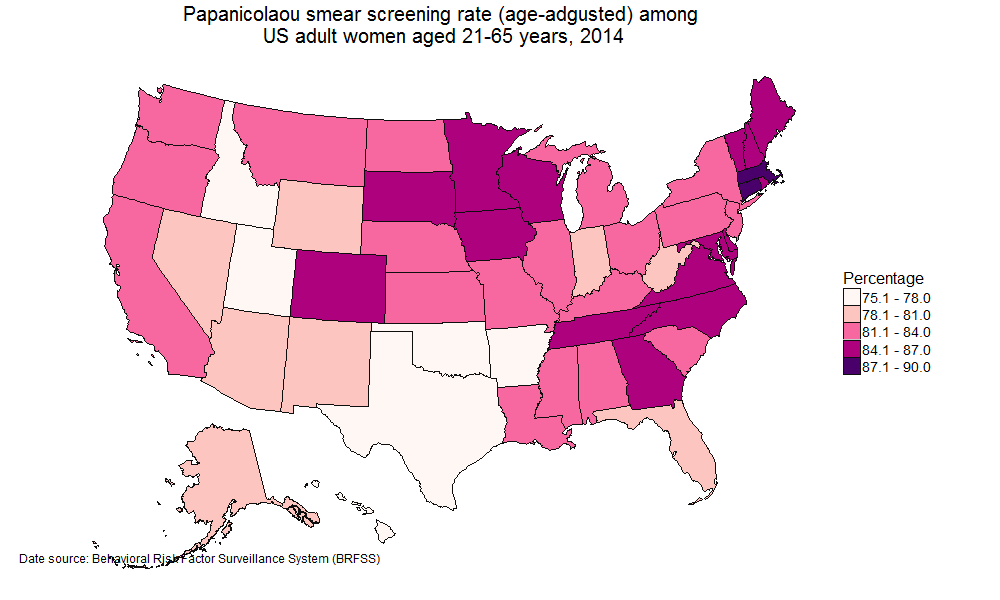 Papanicolaou smear screening rate (age-adgusted) among
US adult women aged 21-65 years, 2014
Percentage
75.1 - 78.0
78.1 - 81.0
81.1 - 84.0
84.1 - 87.0
87.1 - 90.0
Date source: Behavioral Risk Factor Surveillance System (BRFSS)